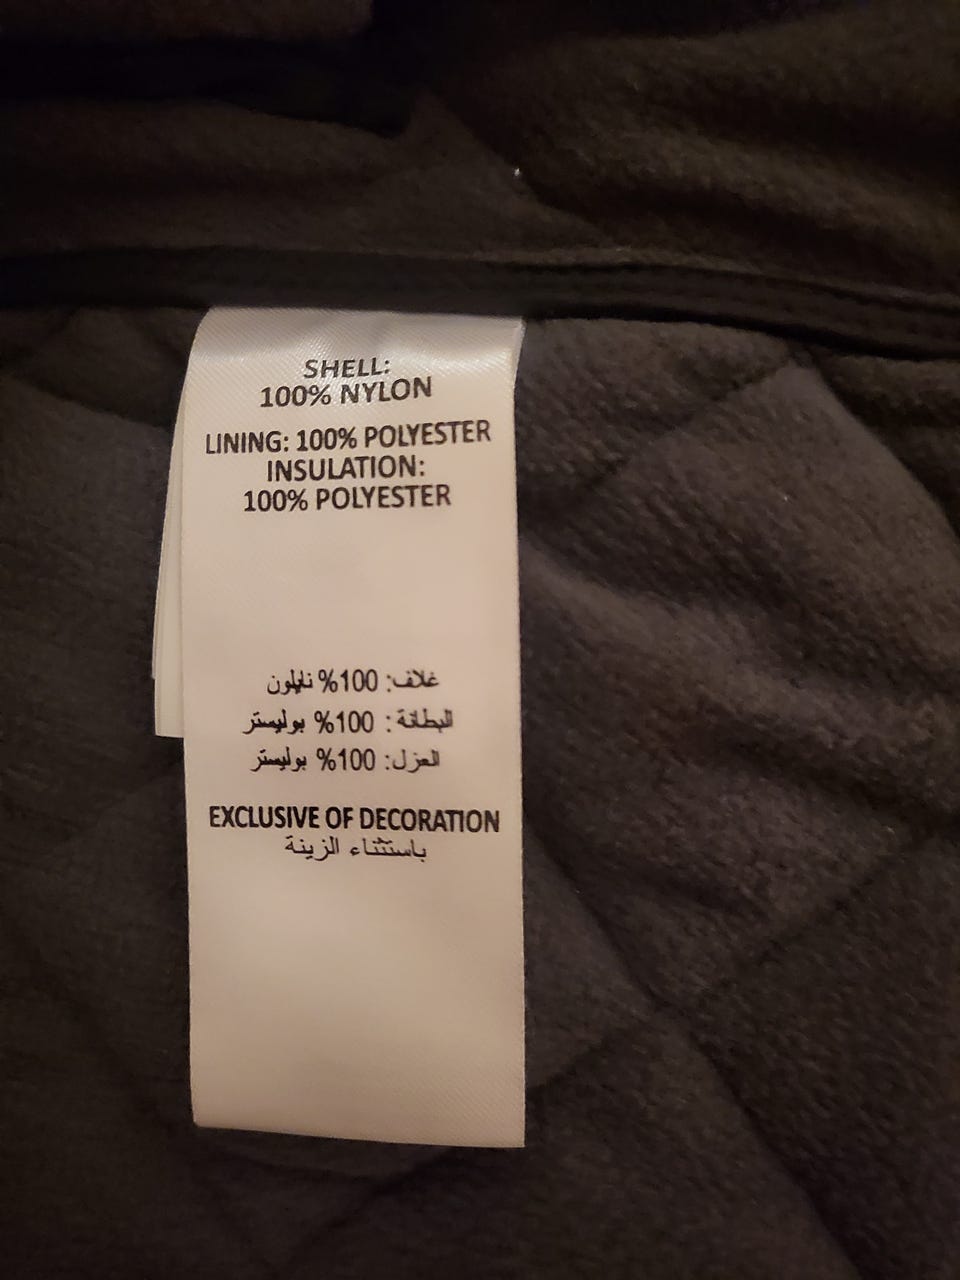 SHELL:
100% NYLON
LINING: 100% POLYESTER
INSULATION:
100% POLYESTER
غلاف: 100% نايلون
البطانة: 100% بوليستر
العزل: 100% بوليستر
EXCLUSIVE OF DECORATION
باستثناء الزينة